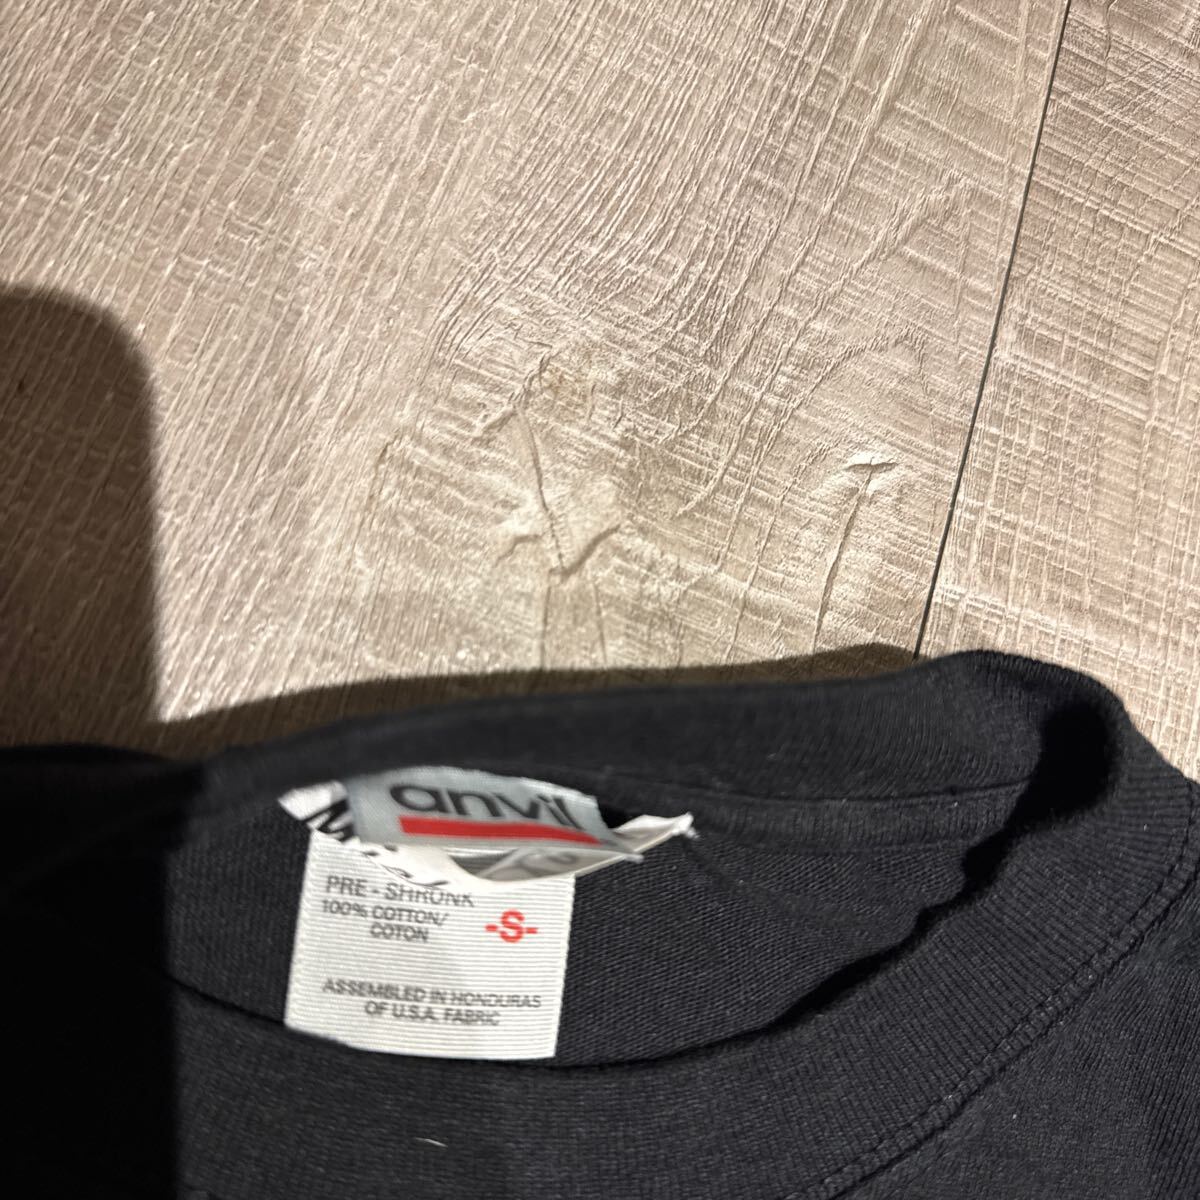 anvil
PRE - SHRUNK
100% COTTON/
COTON
-S-
ASSEMBLED IN HONDURAS
OF U.S.A. FABRIC